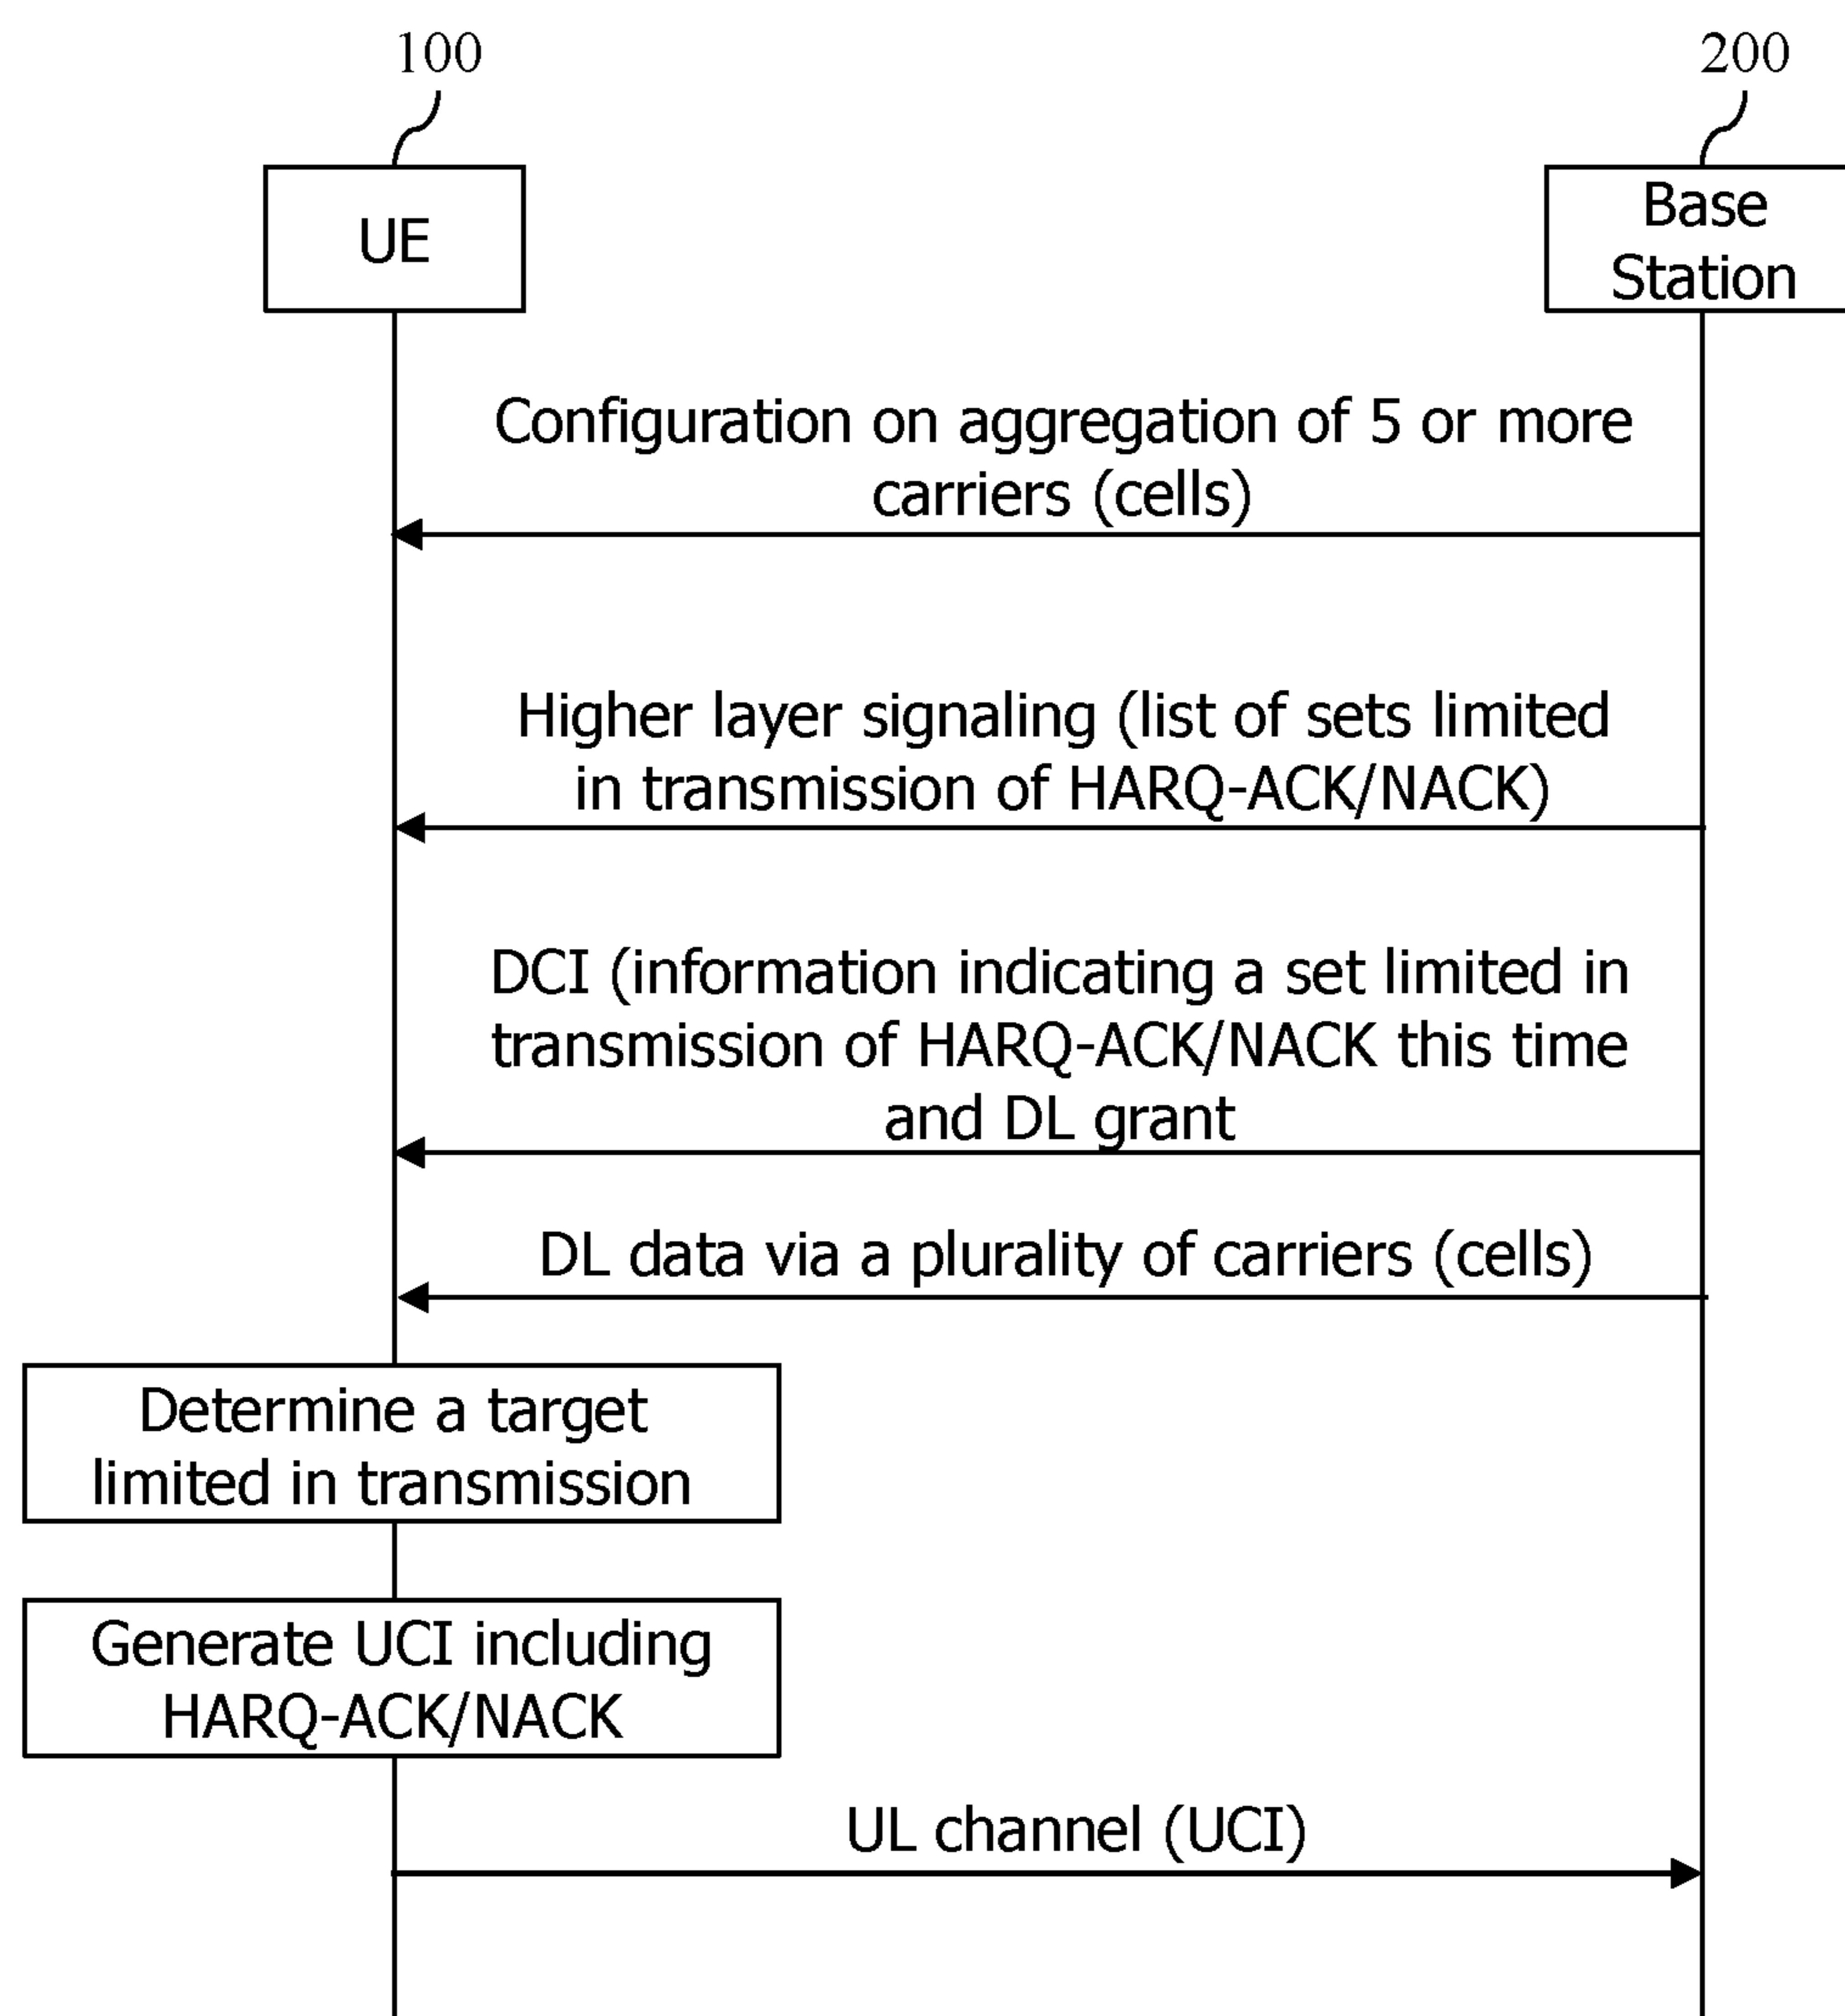 100
200
UE
Base
Station
Configuration on aggregation of 5 or more
carriers (cells)
Higher layer signaling (list of sets limited
in transmission of HARQ-ACK/NACK)
DCI (information indicating a set limited in
transmission of HARQ-ACK/NACK this time
and DL grant
DL data via a plurality of carriers (cells)
Determine a target
limited in transmission
Generate UCI including
HARQ-ACK/NACK
UL channel (UCI)